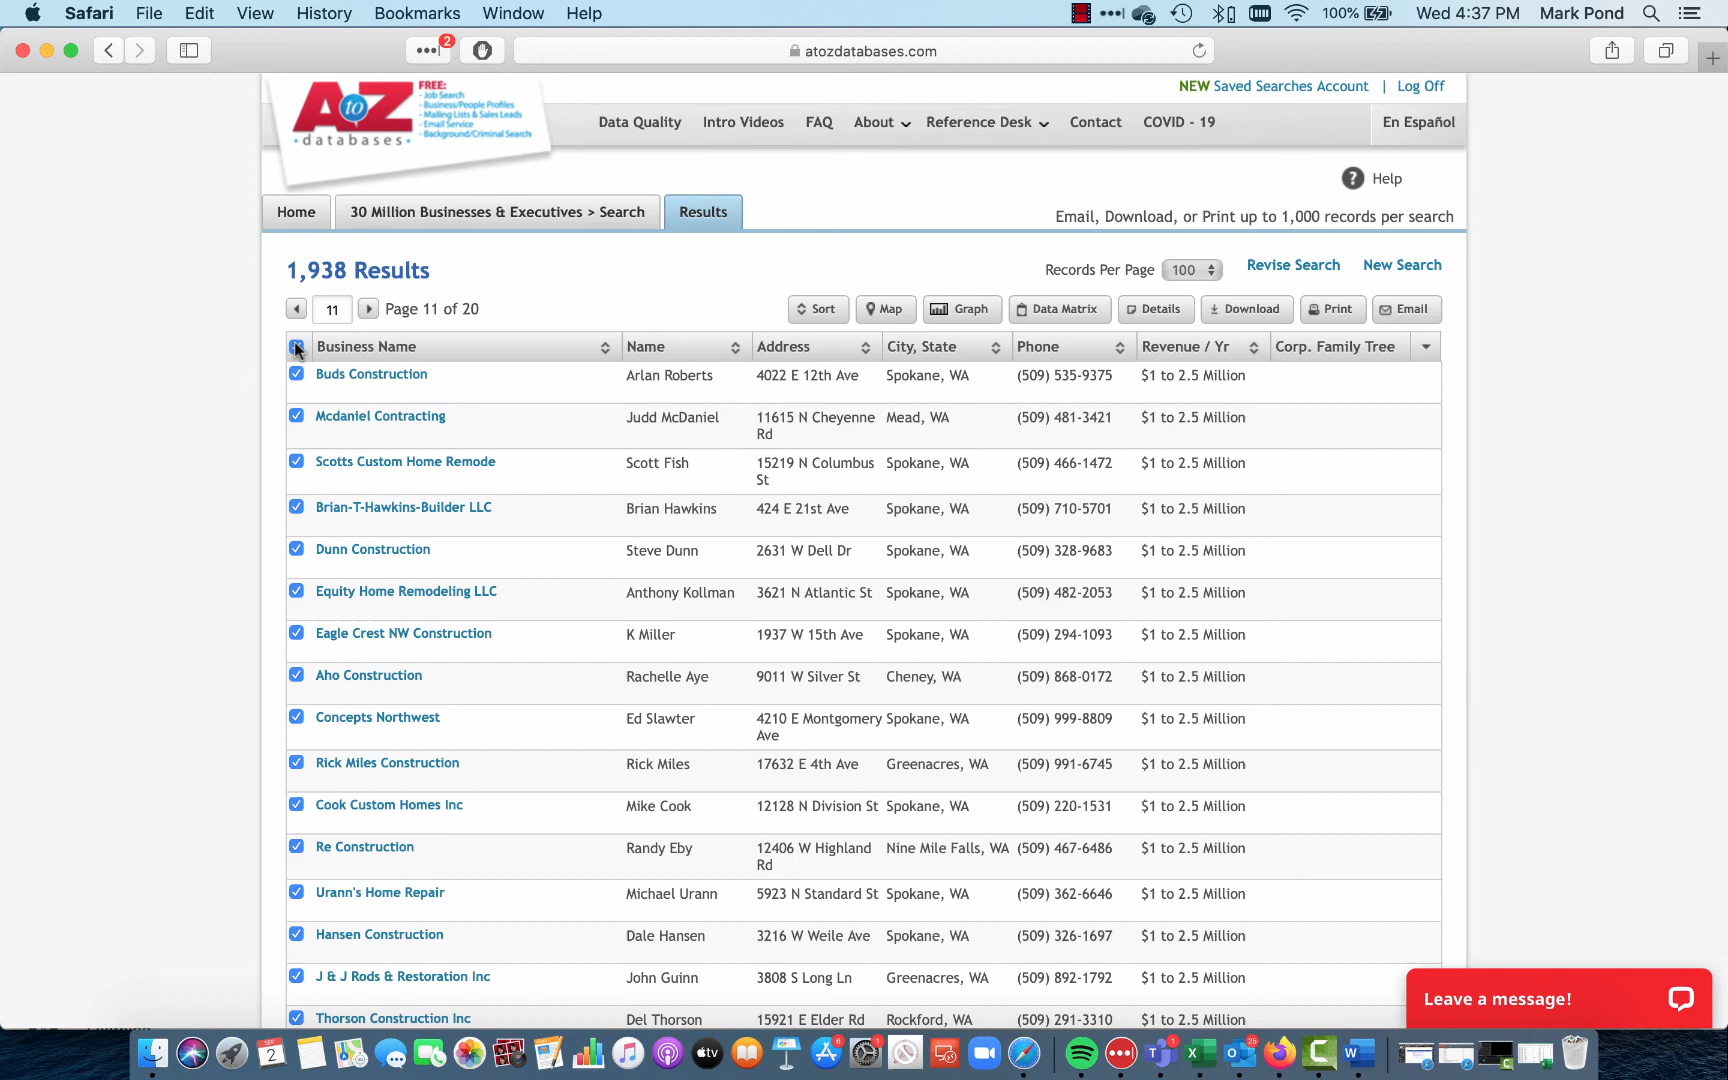 Safari File Edit View History Bookmarks Window Help 100% Wed 4:37 PM Mark Pond
2
atozdatabases.com
AtoZ
databases
FREE:
- Job Search
- Business/People Profiles
- Mailing Lists & Sales Leads
- Email Service
- Background/Criminal Search
NEW Saved Searches Account | Log Off
Data Quality Intro Videos FAQ About Reference Desk Contact COVID - 19 En Español
? Help
Home 30 Million Businesses & Executives > Search Results
Email, Download, or Print up to 1,000 records per search
1,938 Results
Records Per Page 100 Revise Search New Search
11 Page 11 of 20 Sort Map Graph Data Matrix Details Download Print Email
Business Name Name Address City, State Phone Revenue / Yr Corp. Family Tree
Buds Construction Arlan Roberts 4022 E 12th Ave Spokane, WA (509) 535-9375 $1 to 2.5 Million
Mcdaniel Contracting Judd McDaniel 11615 N Cheyenne Mead, WA (509) 481-3421 $1 to 2.5 Million
Rd
Scotts Custom Home Remode Scott Fish 15219 N Columbus Spokane, WA (509) 466-1472 $1 to 2.5 Million
St
Brian-T-Hawkins-Builder LLC Brian Hawkins 424 E 21st Ave Spokane, WA (509) 710-5701 $1 to 2.5 Million
Dunn Construction Steve Dunn 2631 W Dell Dr Spokane, WA (509) 328-9683 $1 to 2.5 Million
Equity Home Remodeling LLC Anthony Kollman 3621 N Atlantic St Spokane, WA (509) 482-2053 $1 to 2.5 Million
Eagle Crest NW Construction K Miller 1937 W 15th Ave Spokane, WA (509) 294-1093 $1 to 2.5 Million
Aho Construction Rachelle Aye 9011 W Silver St Cheney, WA (509) 868-0172 $1 to 2.5 Million
Concepts Northwest Ed Slawter 4210 E Montgomery Spokane, WA (509) 999-8809 $1 to 2.5 Million
Ave
Rick Miles Construction Rick Miles 17632 E 4th Ave Greenacres, WA (509) 991-6745 $1 to 2.5 Million
Cook Custom Homes Inc Mike Cook 12128 N Division St Spokane, WA (509) 220-1531 $1 to 2.5 Million
Re Construction Randy Eby 12406 W Highland Nine Mile Falls, WA (509) 467-6486 $1 to 2.5 Million
Rd
Urann's Home Repair Michael Urann 5923 N Standard St Spokane, WA (509) 362-6646 $1 to 2.5 Million
Hansen Construction Dale Hansen 3216 W Weile Ave Spokane, WA (509) 326-1697 $1 to 2.5 Million
J & J Rods & Restoration Inc John Guinn 3808 S Long Ln Greenacres, WA (509) 892-1792 $1 to 2.5 Million
Thorson Construction Inc Del Thorson 15921 E Elder Rd Rockford, WA (509) 291-3310 $1 to 2.5 Million
Leave a message!